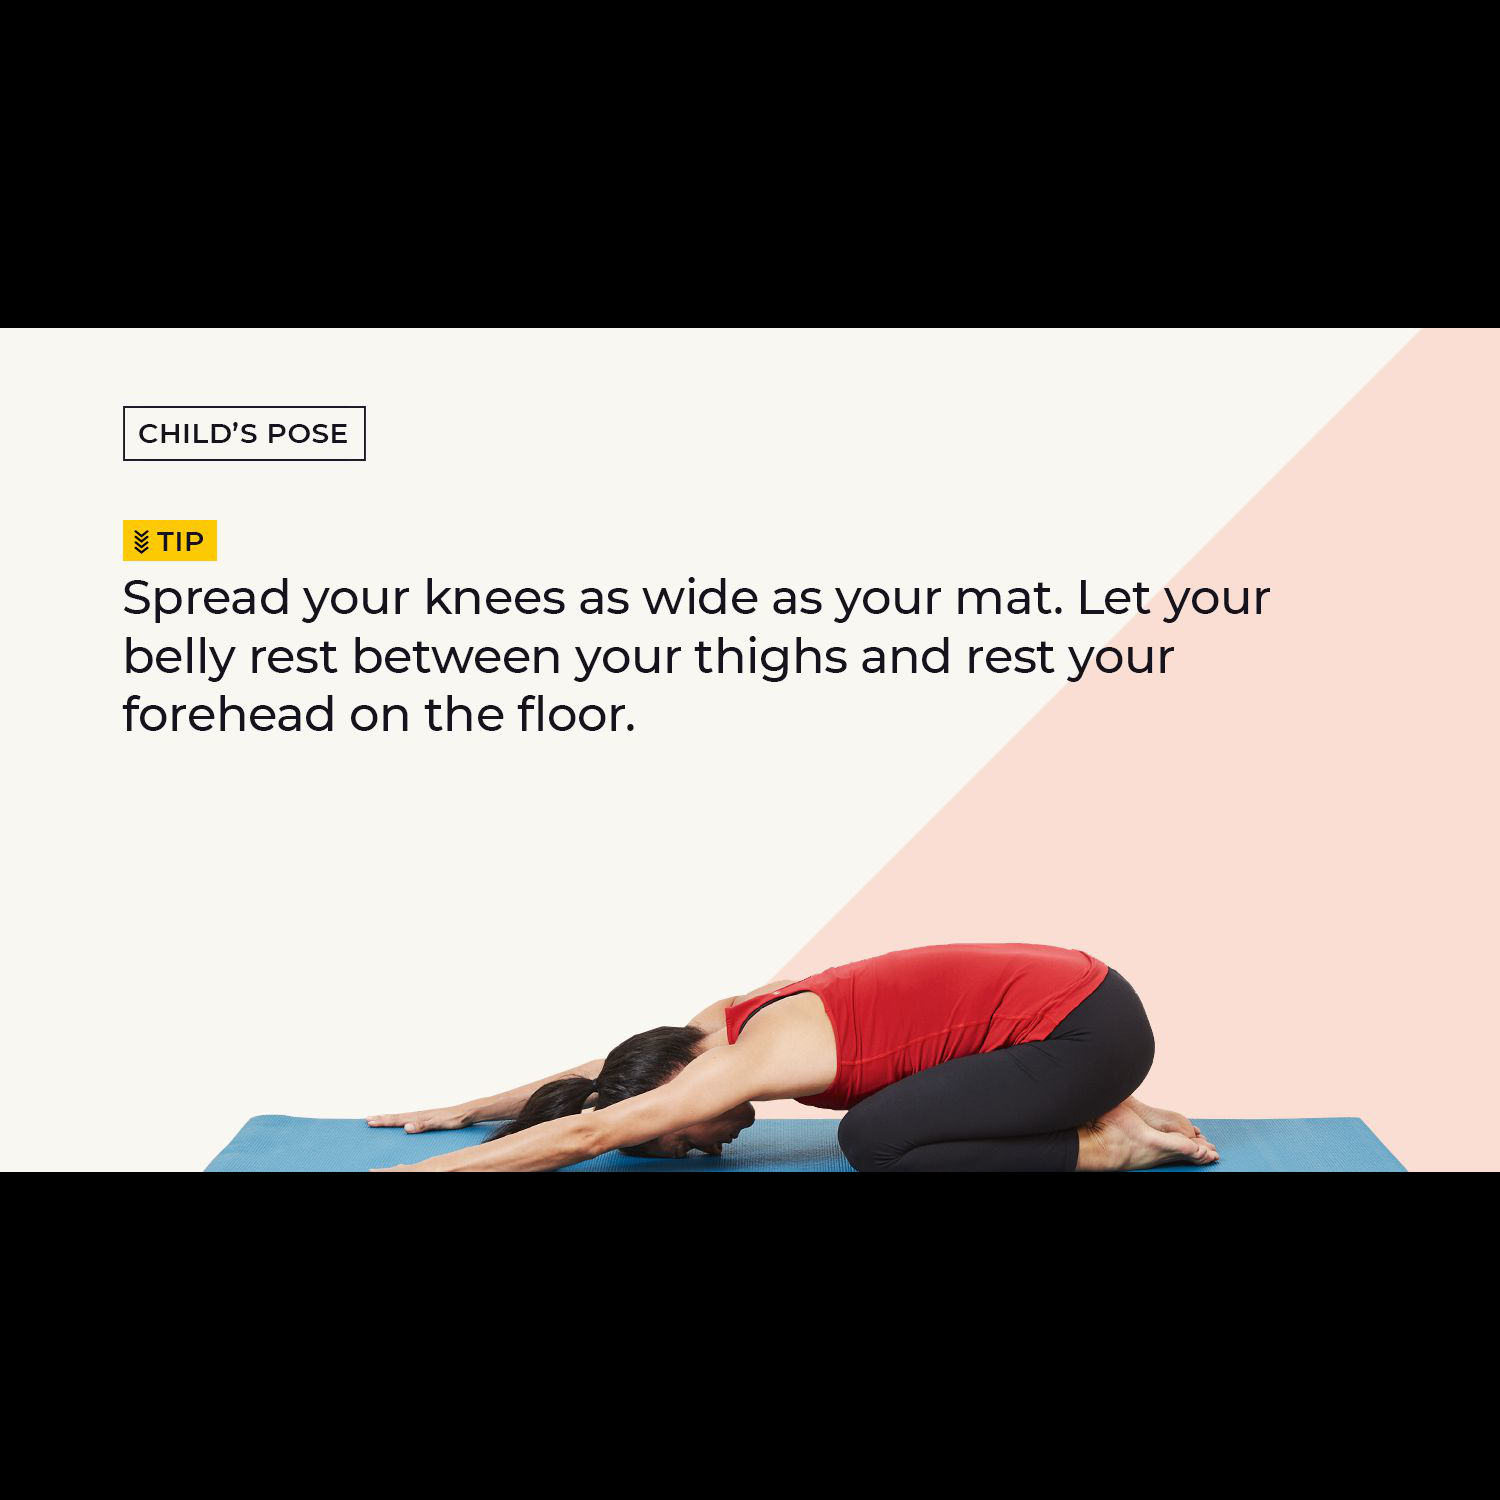 CHILD’S POSE
TIP
Spread your knees as wide as your mat. Let your
belly rest between your thighs and rest your
forehead on the floor.